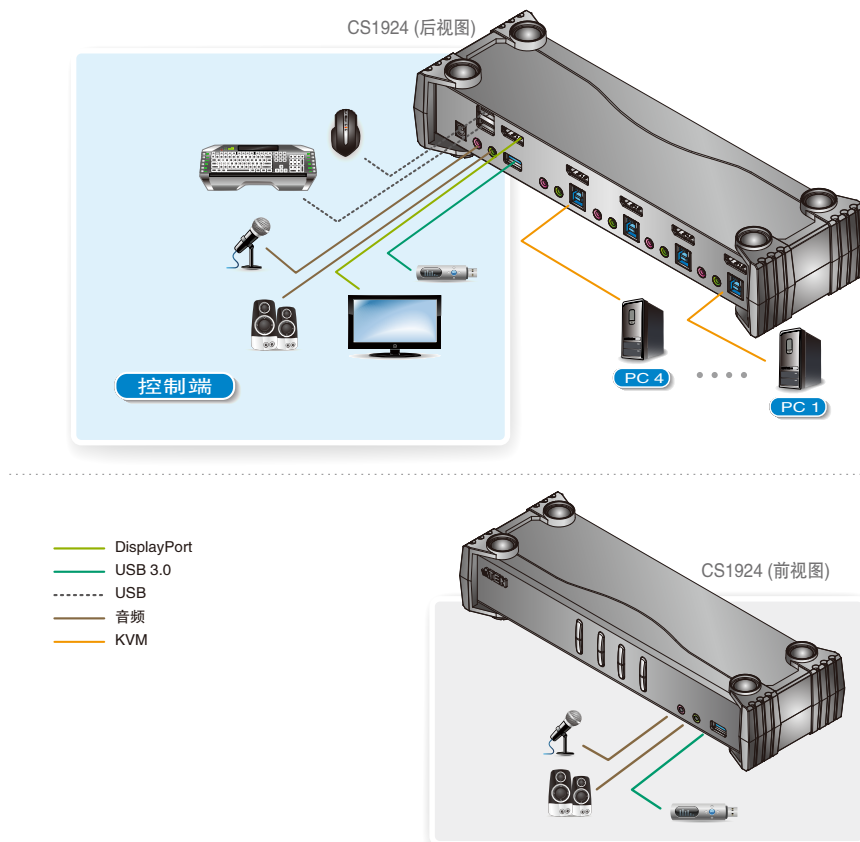 CS1924 (后视图)
控制端
PC 4
PC 1
DisplayPort
USB 3.0
USB
音频
KVM
CS1924 (前视图)
ATEN